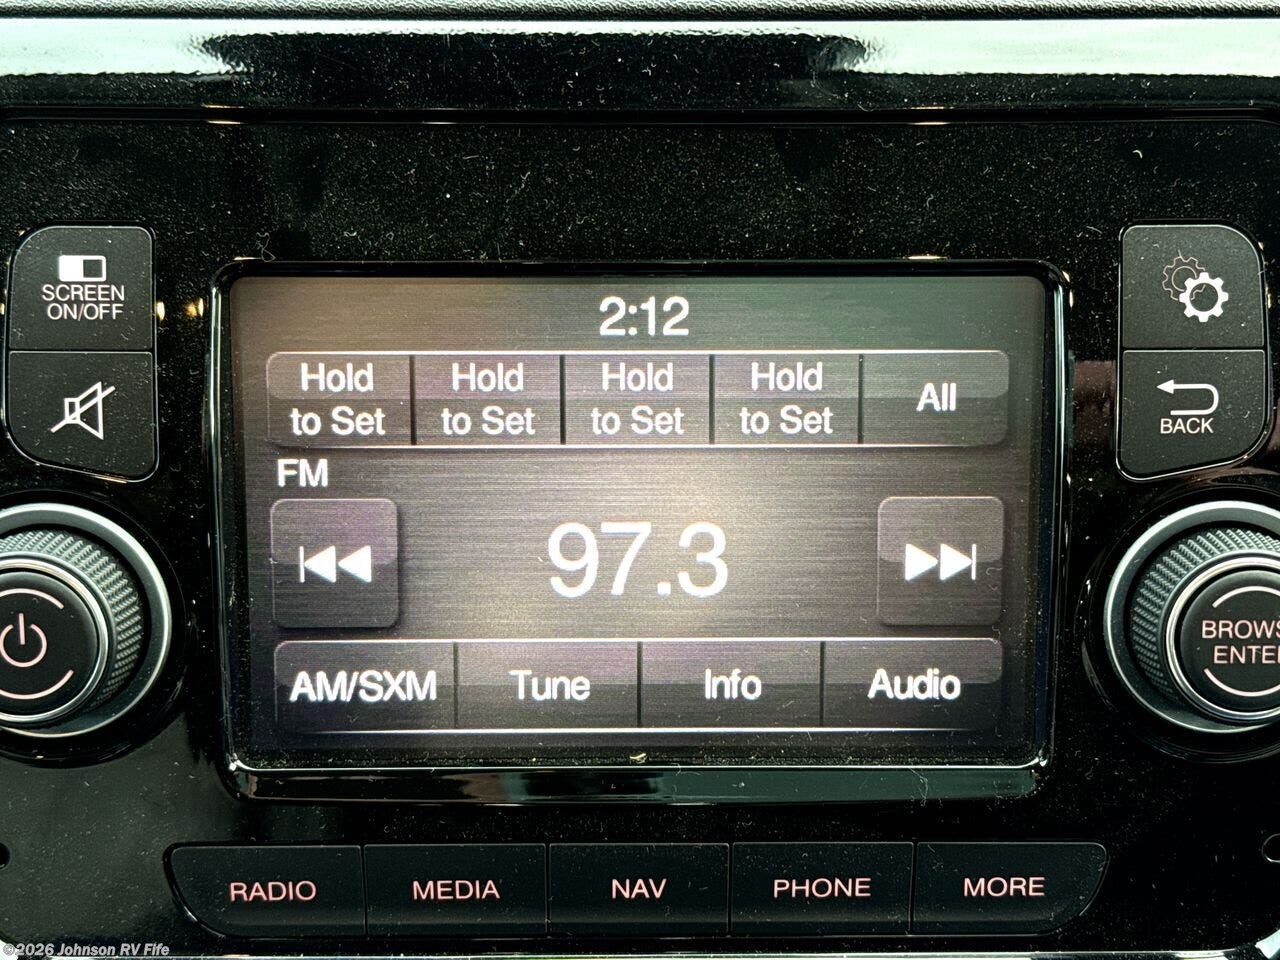 SCREEN
ON/OFF
2:12
Hold to Set
Hold to Set
Hold to Set
Hold to Set
All
FM
97.3
BACK
BROWS
ENTE
AM/SXM
Tune
Info
Audio
RADIO
MEDIA
NAV
PHONE
MORE
©2026 Johnson RV Fife